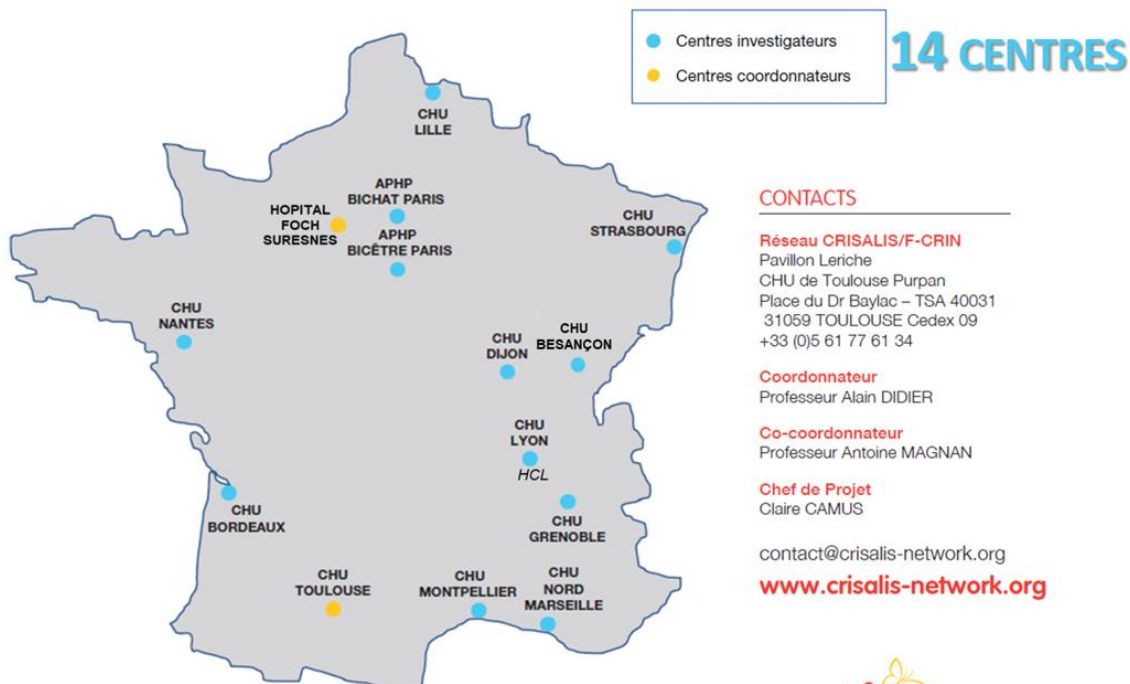 Centres investigateurs
Centres coordonnateurs
14 CENTRES
CHU
LILLE
APHP
BICHAT PARIS
HOPITAL
FOCH
SURESNES
APHP
BICÊTRE PARIS
CHU
STRASBOURG
CHU
NANTES
CHU
DIJON
CHU
BESANÇON
CHU
LYON
HCL
CHU
BORDEAUX
CHU
GRENOBLE
CHU
TOULOUSE
CHU
MONTPELLIER
CHU
NORD
MARSEILLE
CONTACTS
Réseau CRISALIS/F-CRIN
Pavillon Leriche
CHU de Toulouse Purpan
Place du Dr Baylac – TSA 40031
31059 TOULOUSE Cedex 09
+33 (0)5 61 77 61 34
Coordonnateur
Professeur Alain DIDIER
Co-coordonnateur
Professeur Antoine MAGNAN
Chef de Projet
Claire CAMUS
contact@crisalis-network.org
www.crisalis-network.org